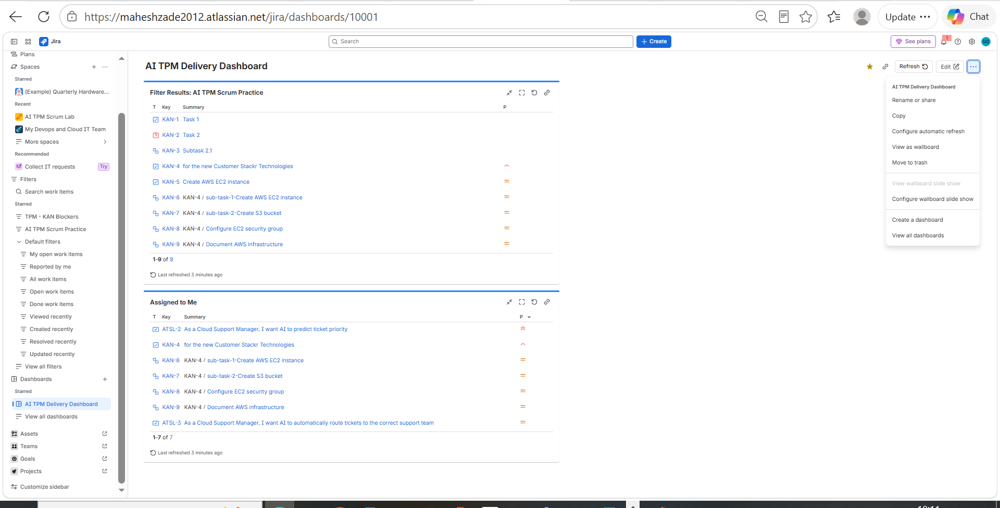 https://maheshzade2012.atlassian.net/jira/dashboards/10001
Update
Chat
Jira
Search
Create
See plans
1
MZ
Plans
Spaces
Starred
(Example) Quarterly Hardware...
Recent
AI TPM Scrum Lab
My Devops and Cloud IT Team
More spaces
Recommended
Collect IT requests
Try
Filters
Search work items
Starred
TPM - KAN Blockers
AI TPM Scrum Practice
Default filters
My open work items
Reported by me
All work items
Open work items
Done work items
Viewed recently
Created recently
Resolved recently
Updated recently
View all filters
Dashboards
Starred
AI TPM Delivery Dashboard
View all dashboards
Assets
Teams
Goals
Projects
Customize sidebar
AI TPM Delivery Dashboard
Refresh
Edit
Filter Results: AI TPM Scrum Practice
T Key Summary P
KAN-1 Task 1
KAN-2 Task 2
KAN-3 Subtask 2.1
KAN-4 for the new Customer Stackr Technologies
KAN-5 Create AWS EC2 instance
KAN-6 KAN-4 / sub-task-1-Create AWS EC2 instance
KAN-7 KAN-4 / sub-task-2-Create S3 bucket
KAN-8 KAN-4 / Configure EC2 security group
KAN-9 KAN-4 / Document AWS infrastructure
1–9 of 9
Last refreshed 3 minutes ago
Assigned to Me
T Key Summary P
ATSL-2 As a Cloud Support Manager, I want AI to predict ticket priority
KAN-4 for the new Customer Stackr Technologies
KAN-6 KAN-4 / sub-task-1-Create AWS EC2 instance
KAN-7 KAN-4 / sub-task-2-Create S3 bucket
KAN-8 KAN-4 / Configure EC2 security group
KAN-9 KAN-4 / Document AWS infrastructure
ATSL-3 As a Cloud Support Manager, I want AI to automatically route tickets to the correct support team
1–7 of 7
Last refreshed 3 minutes ago
AI TPM Delivery Dashboard
Rename or share
Copy
Configure automatic refresh
View as wallboard
Move to trash
View wallboard slide show
Configure wallboard slide show
Create a dashboard
View all dashboards